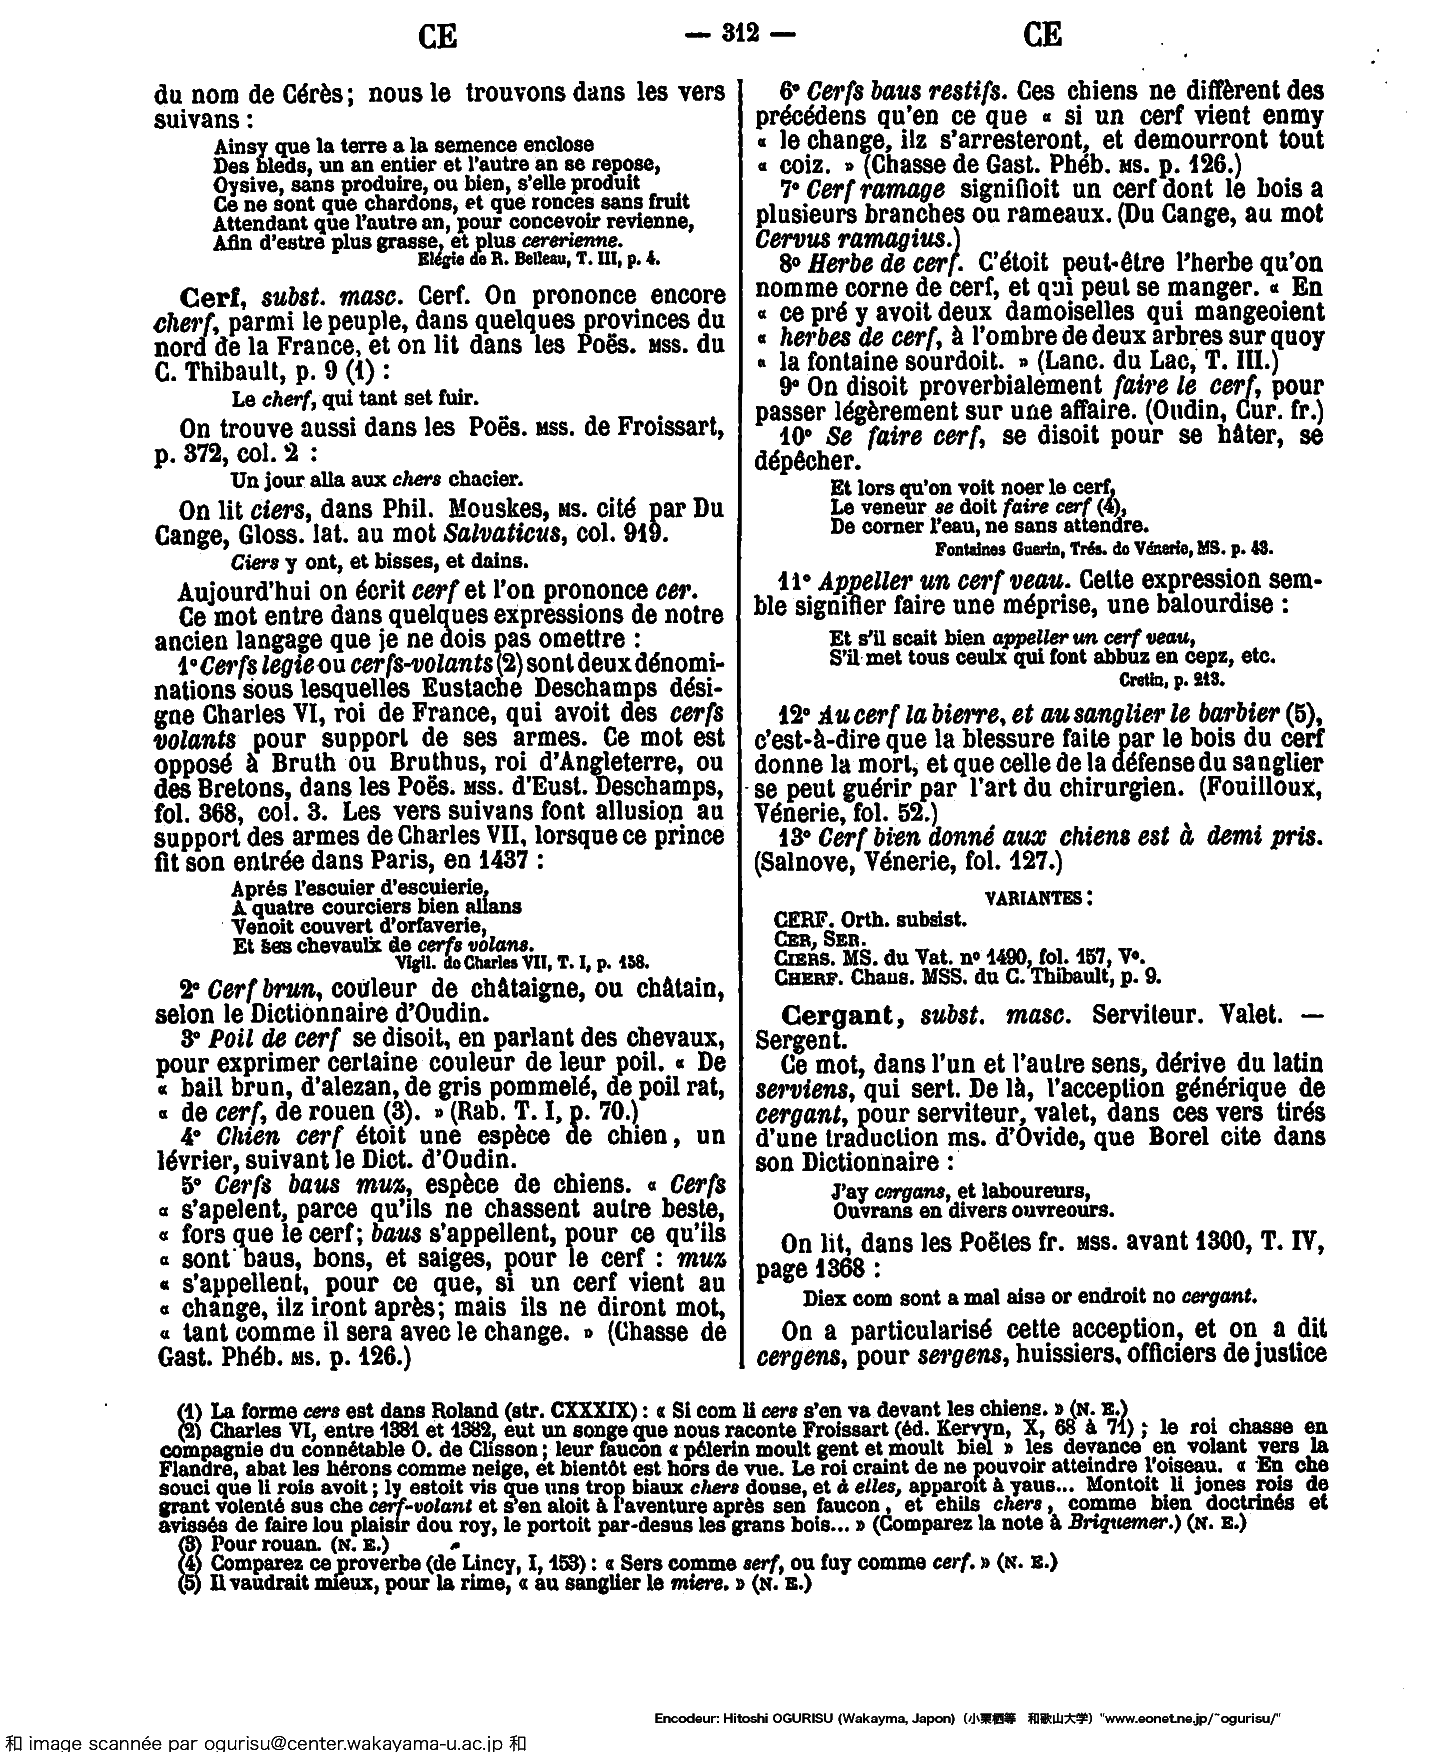 CE — 312 — CE
du nom de Cérès; nous le trouvons dans les vers
suivans :
Ainsy que la terre a la semence enclose
Des bleds, un an entier et l'autre an se repose,
Oysive, sans produire, ou bien, s'elle produit
Ce ne sont que chardons, et que ronces sans fruit
Attendant que l'autre an, pour concevoir revienne,
Afin d'estre plus grasse, et plus cererienne.
Elégie de R. Belleau, T. III, p. 4.
Cerf, subst. masc. Cerf. On prononce encore
cherf, parmi le peuple, dans quelques provinces du
nord de la France, et on lit dans les Poës. MSS. du
C. Thibault, p. 9 (1) :
Le cherf, qui tant set fuir.
On trouve aussi dans les Poës. MSS. de Froissart,
p. 372, col. 2 :
Un jour alla aux chers chacier.
On lit ciers, dans Phil. Mouskes, MS. cité par Du
Cange, Gloss. lat. au mot Salvaticus, col. 919.
Ciers y ont, et bisses, et dains.
Aujourd'hui on écrit cerf et l'on prononce cer.
Ce mot entre dans quelques expressions de notre
ancien langage que je ne dois pas omettre :
1° Cerfs legie ou cerfs-volants (2) sont deux dénomi-
nations sous lesquelles Eustache Deschamps dési-
gne Charles VI, roi de France, qui avoit des cerfs
volants pour support de ses armes. Ce mot est
opposé à Bruth ou Bruthus, roi d'Angleterre, ou
des Bretons, dans les Poës. MSS. d'Eust. Deschamps,
fol. 368, col. 3. Les vers suivans font allusion au
support des armes de Charles VII, lorsque ce prince
fit son entrée dans Paris, en 1437 :
Aprés l'escuier d'escuierie,
A quatre courciers bien allans
Venoit couvert d'orfaverie,
Et ses chevaulx de cerfs volans.
Vigil. de Charles VII, T. I, p. 158.
2° Cerf brun, couleur de châtaigne, ou châtain,
selon le Dictionnaire d'Oudin.
3° Poil de cerf se disoit, en parlant des chevaux,
pour exprimer certaine couleur de leur poil. « De
« bail brun, d'alezan, de gris pommelé, de poil rat,
« de cerf, de rouen (3). » (Rab. T. I, p. 70.)
4° Chien cerf étoit une espèce de chien, un
lévrier, suivant le Dict. d'Oudin.
5° Cerfs baus muz, espèce de chiens. « Cerfs
« s'apelent, parce qu'ils ne chassent autre beste,
« fors que le cerf; baus s'appellent, pour ce qu'ils
« sont baus, bons, et saiges, pour le cerf : muz
« s'appellent, pour ce que, si un cerf vient au
« change, ilz iront après; mais ils ne diront mot,
« tant comme il sera avec le change. » (Chasse de
Gast. Phéb. MS. p. 126.)
6° Cerfs baus restifs. Ces chiens ne diffèrent des
précédens qu'en ce que « si un cerf vient enmy
« le change, ilz s'arresteront, et demourront tout
« coiz. » (Chasse de Gast. Phéb. MS. p. 126.)
7° Cerf ramage signifioit un cerf dont le bois a
plusieurs branches ou rameaux. (Du Cange, au mot
Cervus ramagius.)
8° Herbe de cerf. C'étoit peut-être l'herbe qu'on
nomme corne de cerf, et qui peut se manger. « En
« ce pré y avoit deux damoiselles qui mangeoient
« herbes de cerf, à l'ombre de deux arbres sur quoy
« la fontaine sourdoit. » (Lanc. du Lac, T. III.)
9° On disoit proverbialement faire le cerf, pour
passer légèrement sur une affaire. (Oudin, Cur. fr.)
10° Se faire cerf, se disoit pour se hâter, se
dépêcher.
Et lors qu'on voit noer le cerf,
Le veneur se doit faire cerf (4),
De corner l'eau, ne sans attendre.
Fontaines Guerin, Trés. de Vénerie, MS. p. 43.
11° Appeller un cerf veau. Cette expression sem-
ble signifier faire une méprise, une balourdise :
Et s'il scait bien appeller un cerf veau,
S'il met tous ceulx qui font abbuz en cepz, etc.
Cretin, p. 213.
12° Au cerf la bierre, et au sanglier le barbier (5),
c'est-à-dire que la blessure faite par le bois du cerf
donne la mort, et que celle de la défense du sanglier
se peut guérir par l'art du chirurgien. (Fouilloux,
Vénerie, fol. 52.)
13° Cerf bien donné aux chiens est à demi pris.
(Salnove, Vénerie, fol. 127.)
VARIANTES :
CERF. Orth. subsist.
CER, SER.
CIERS. MS. du Vat. n° 1490, fol. 157, V°.
CHERF. Chans. MSS. du C. Thibault, p. 9.
Cergant, subst. masc. Serviteur. Valet. —
Sergent.
Ce mot, dans l'un et l'autre sens, dérive du latin
serviens, qui sert. De là, l'acception générique de
cergant, pour serviteur, valet, dans ces vers tirés
d'une traduction ms. d'Ovide, que Borel cite dans
son Dictionnaire :
J'ay cergans, et laboureurs,
Ouvrans en divers ouvreours.
On lit, dans les Poëtes fr. MSS. avant 1300, T. IV,
page 1368 :
Diex com sont a mal aise or endroit no cergant.
On a particularisé cette acception, et on a dit
cergens, pour sergens, huissiers, officiers de justice
(1) La forme cers est dans Roland (str. CXXXIX) : « Si com li cers s'en va devant les chiens. » (N. E.)
(2) Charles VI, entre 1381 et 1382, eut un songe que nous raconte Froissart (éd. Kervyn, X, 68 à 71) ; le roi chasse en
compagnie du connétable O. de Clisson ; leur faucon « pélerin moult gent et moult biel » les devance en volant vers la
Flandre, abat les hérons comme neige, et bientôt est hors de vue. Le roi craint de ne pouvoir atteindre l'oiseau. « En che
souci que li rois avoit ; ly estoit vis que uns trop biaux chers douse, et à elles, apparoit à yaus... Montoit li jones rois de
grant volenté sus che cerf-volant et s'en aloit à l'aventure après sen faucon, et chils chers, comme bien doctrinés et
avissés de faire lou plaisir dou roy, le portoit par-desus les grans bois... » (Comparez la note à Briquemer.) (N. E.)
(3) Pour rouan. (N. E.)
(4) Comparez ce proverbe (de Lincy, I, 153) : « Sers comme serf, ou fuy comme cerf. » (N. E.)
(5) Il vaudrait mieux, pour la rime, « au sanglier le miere. » (N. E.)
Encodeur: Hitoshi OGURISU (Wakayma, Japon) (小栗栖等 和歌山大学) "www.eonet.ne.jp/~ogurisu/"
和 image scannée par ogurisu@center.wakayama-u.ac.jp 和